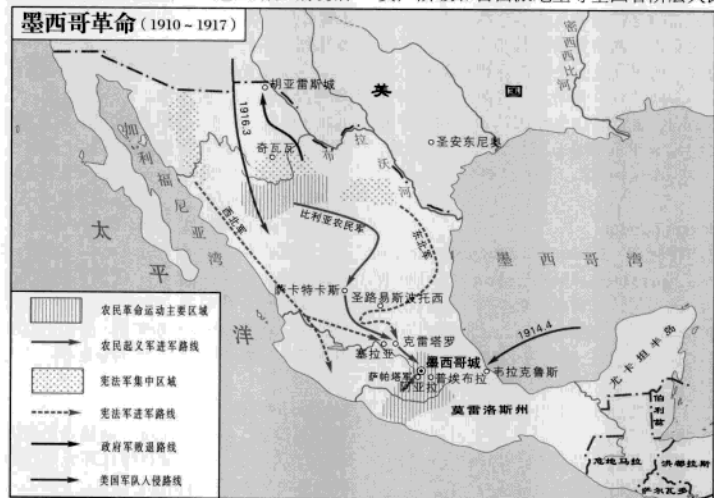 墨西哥革命（1910～1917）
密西西比河
美 国
胡亚雷斯城
1916.3
奇瓦瓦
圣安东尼奥
布拉沃河
加利福尼亚湾
西北军
比利亚农民军
东北军
太平洋
墨西哥湾
萨卡特卡斯
圣路易斯波托西
1914.4
塞拉亚
克雷塔罗
墨西哥城
萨帕塔军
普埃布拉
韦拉克鲁斯
阿亚拉
莫雷洛斯州
尤卡坦半岛
伯利兹
危地马拉
洪都拉斯
萨尔瓦多
农民革命运动主要区域
农民起义军进军路线
宪法军集中区域
宪法军进军路线
政府军败退路线
美国军队入侵路线